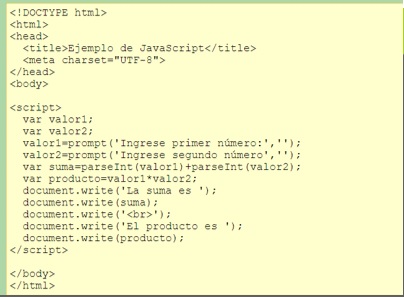 <!DOCTYPE html>
<html>
<head>
  <title>Ejemplo de JavaScript</title>
  <meta charset="UTF-8">
</head>
<body>

<script>
  var valor1;
  var valor2;
  valor1=prompt('Ingrese primer número:','');
  valor2=prompt('Ingrese segundo número','');
  var suma=parseInt(valor1)+parseInt(valor2);
  var producto=valor1*valor2;
  document.write('La suma es ');
  document.write(suma);
  document.write('<br>');
  document.write('El producto es ');
  document.write(producto);
</script>

</body>
</html>